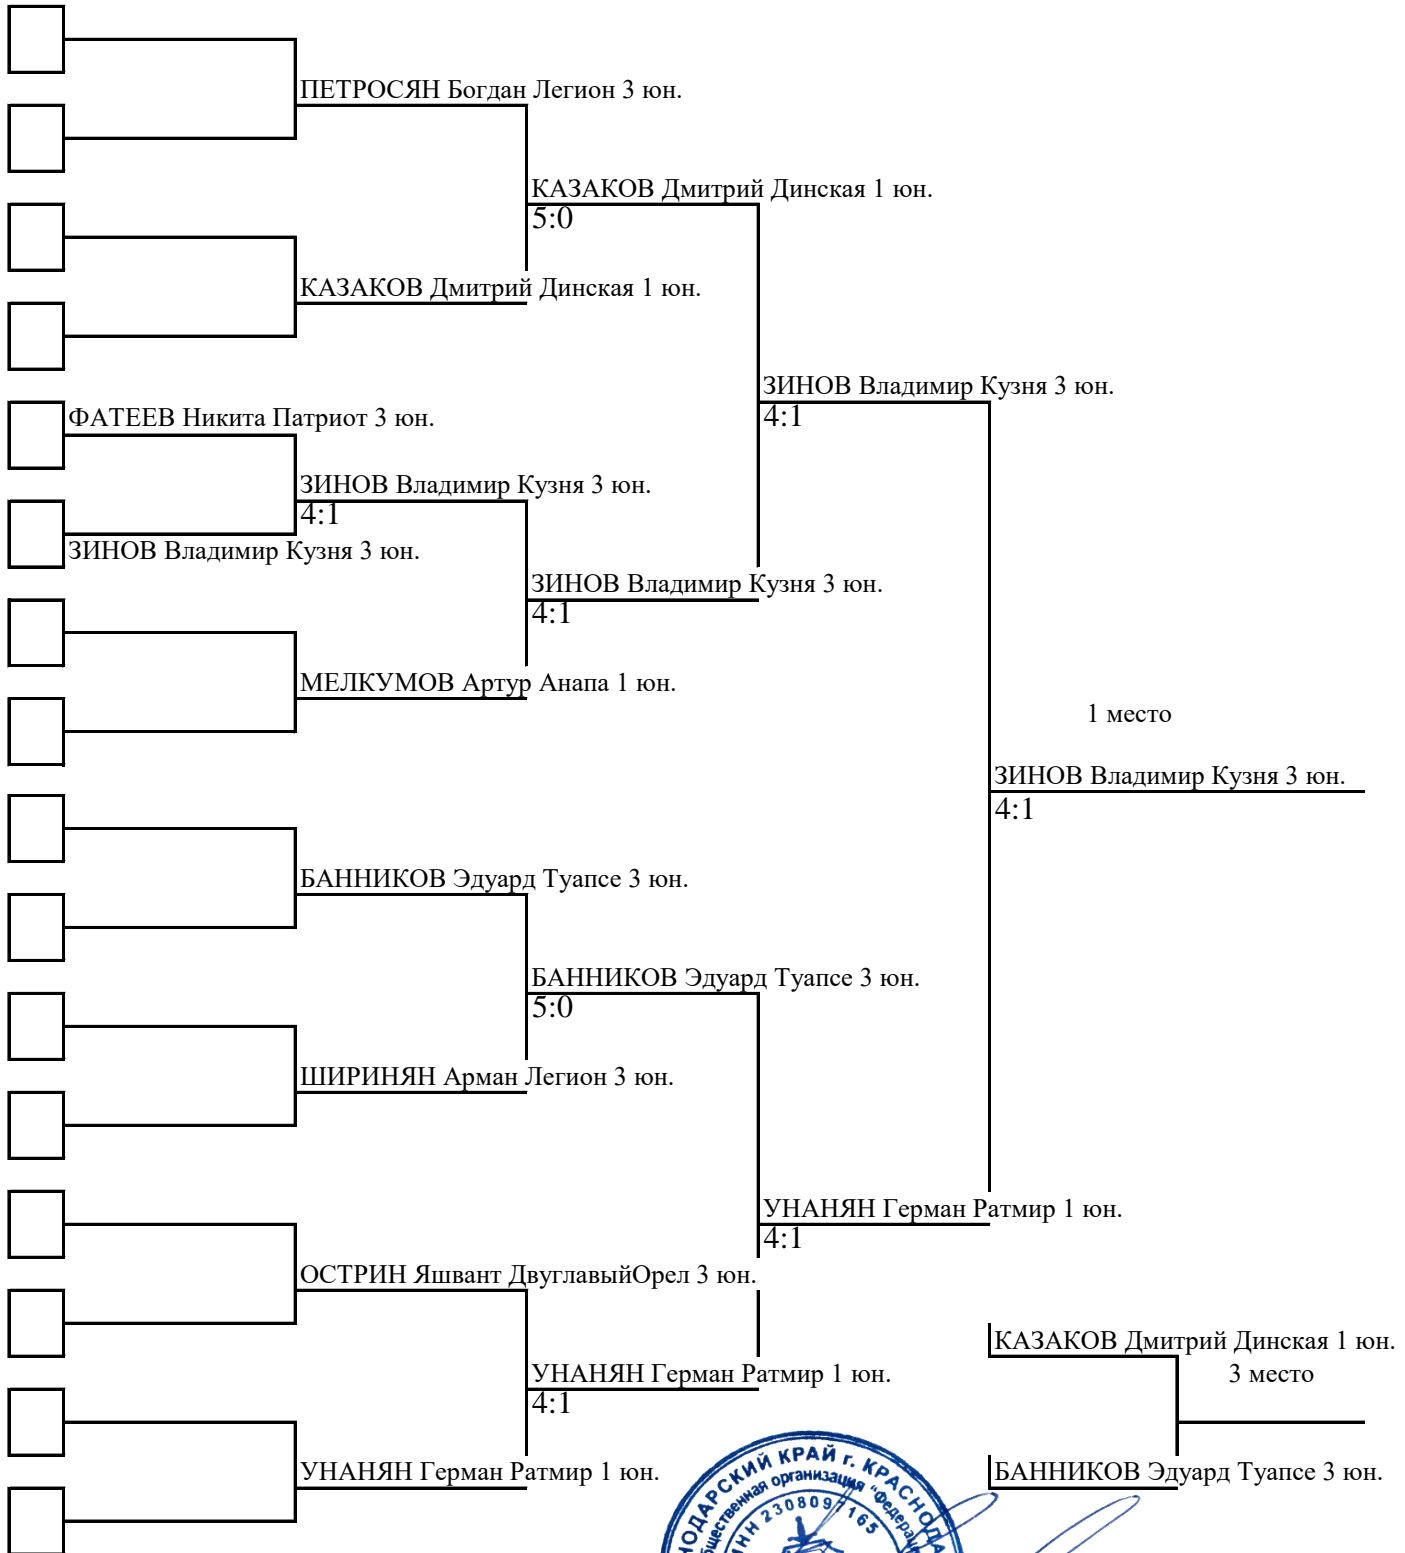 ПЕТРОСЯН Богдан Легион 3 юн.
КАЗАКОВ Дмитрий Динская 1 юн.
5:0
КАЗАКОВ Дмитрий Динская 1 юн.
ЗИНОВ Владимир Кузня 3 юн.
4:1
ФАТЕЕВ Никита Патриот 3 юн.
ЗИНОВ Владимир Кузня 3 юн.
4:1
ЗИНОВ Владимир Кузня 3 юн.
ЗИНОВ Владимир Кузня 3 юн.
4:1
МЕЛКУМОВ Артур Анапа 1 юн.
1 место
ЗИНОВ Владимир Кузня 3 юн.
4:1
БАННИКОВ Эдуард Туапсе 3 юн.
БАННИКОВ Эдуард Туапсе 3 юн.
5:0
ШИРИНЯН Арман Легион 3 юн.
УНАНЯН Герман Ратмир 1 юн.
4:1
ОСТРИН Яшвант ДвуглавыйОрел 3 юн.
КАЗАКОВ Дмитрий Динская 1 юн.
3 место
УНАНЯН Герман Ратмир 1 юн.
4:1
УНАНЯН Герман Ратмир 1 юн.
БАННИКОВ Эдуард Туапсе 3 юн.
КРАЙ г.
организация
ИНН